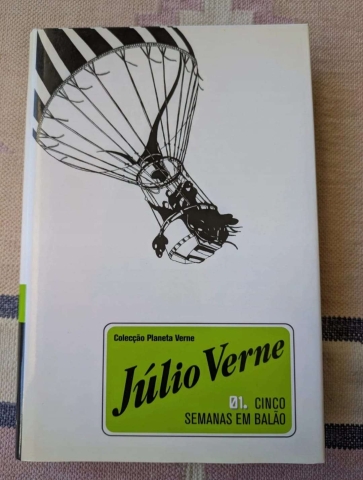 Colecção Planeta Verne
Júlio Verne
01. CINCO
SEMANAS EM BALÃO